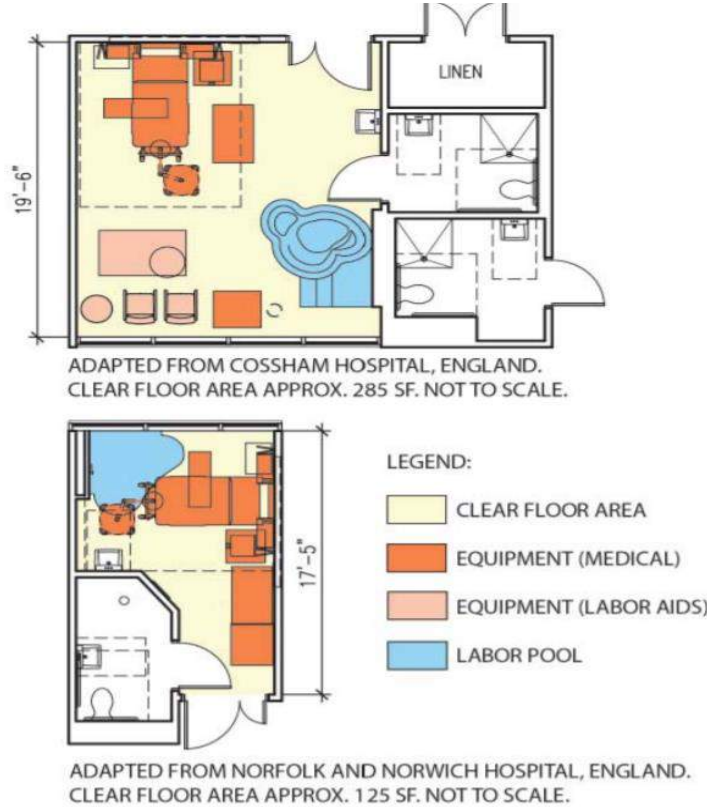 LINEN
19'-6"
ADAPTED FROM COSSHAM HOSPITAL, ENGLAND.
CLEAR FLOOR AREA APPROX. 285 SF. NOT TO SCALE.
LEGEND:
CLEAR FLOOR AREA
EQUIPMENT (MEDICAL)
17'-5"
EQUIPMENT (LABOR AIDS)
LABOR POOL
ADAPTED FROM NORFOLK AND NORWICH HOSPITAL, ENGLAND.
CLEAR FLOOR AREA APPROX. 125 SF. NOT TO SCALE.